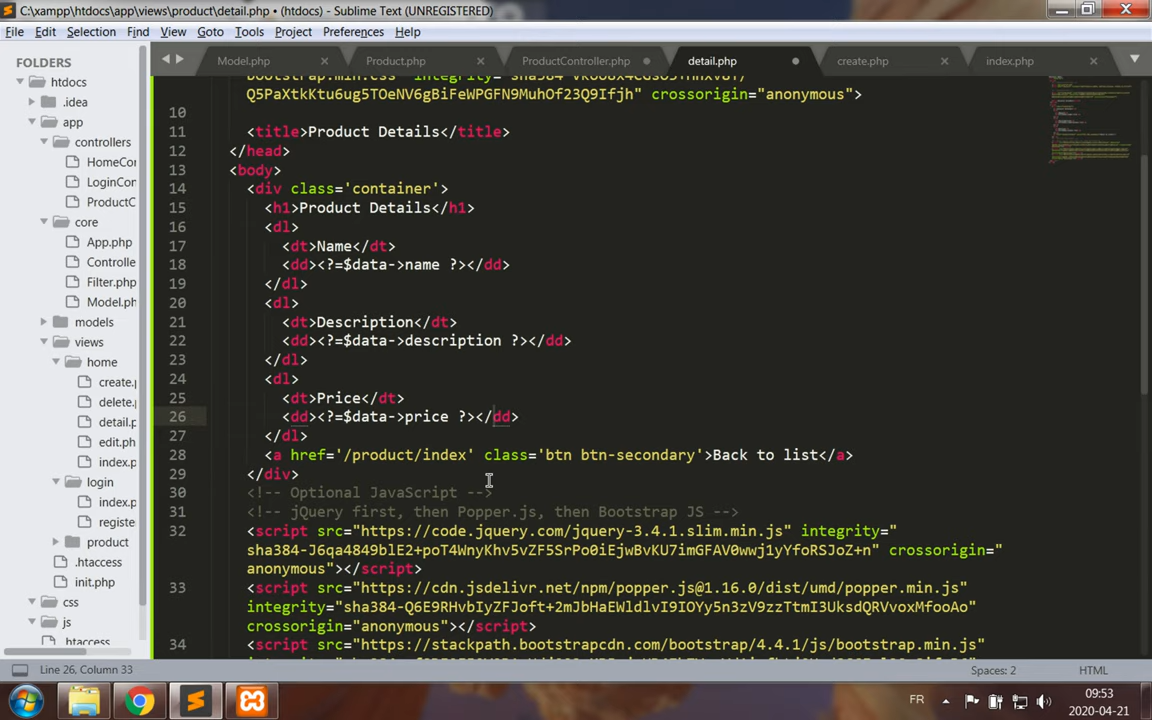 C:\xampp\htdocs\app\views\product\detail.php • (htdocs) - Sublime Text (UNREGISTERED)
File Edit Selection Find View Goto Tools Project Preferences Help
FOLDERS
htdocs
.idea
app
controllers
HomeCor
LoginCon
ProductC
core
App.php
Controlle
Filter.php
Model.ph
models
views
home
create.p
delete.p
detail.p
edit.ph
index.p
login
index.p
registe
product
.htaccess
init.php
css
js
.htaccess
Model.php Product.php ProductController.php detail.php create.php index.php
Q5PaXtkKtu6ug5TOeNV6gBiFeWPGFN9MuhOf23Q9Ifjh" crossorigin="anonymous">
10
11 <title>Product Details</title>
12 </head>
13 <body>
14 <div class='container'>
15 <h1>Product Details</h1>
16 <dl>
17 <dt>Name</dt>
18 <dd><?=$data->name ?></dd>
19 </dl>
20 <dl>
21 <dt>Description</dt>
22 <dd><?=$data->description ?></dd>
23 </dl>
24 <dl>
25 <dt>Price</dt>
26 <dd><?=$data->price ?></dd>
27 </dl>
28 <a href='/product/index' class='btn btn-secondary'>Back to list</a>
29 </div>
30 <!-- Optional JavaScript -->
31 <!-- jQuery first, then Popper.js, then Bootstrap JS -->
32 <script src="https://code.jquery.com/jquery-3.4.1.slim.min.js" integrity="
sha384-J6qa4849blE2+poT4WnyKhv5vZF5SrPo0iEjwBvKU7imGFAV0wwj1yYfoRSJoZ+n" crossorigin="
anonymous"></script>
33 <script src="https://cdn.jsdelivr.net/npm/popper.js@1.16.0/dist/umd/popper.min.js"
integrity="sha384-Q6E9RHvbIyZFJoft+2mJbHaEWldlvI9IOYy5n3zV9zzTtmI3UksdQRVvoxMfooAo"
crossorigin="anonymous"></script>
34 <script src="https://stackpath.bootstrapcdn.com/bootstrap/4.4.1/js/bootstrap.min.js"
Line 26, Column 33
Spaces: 2
HTML
FR
09:53
2020-04-21